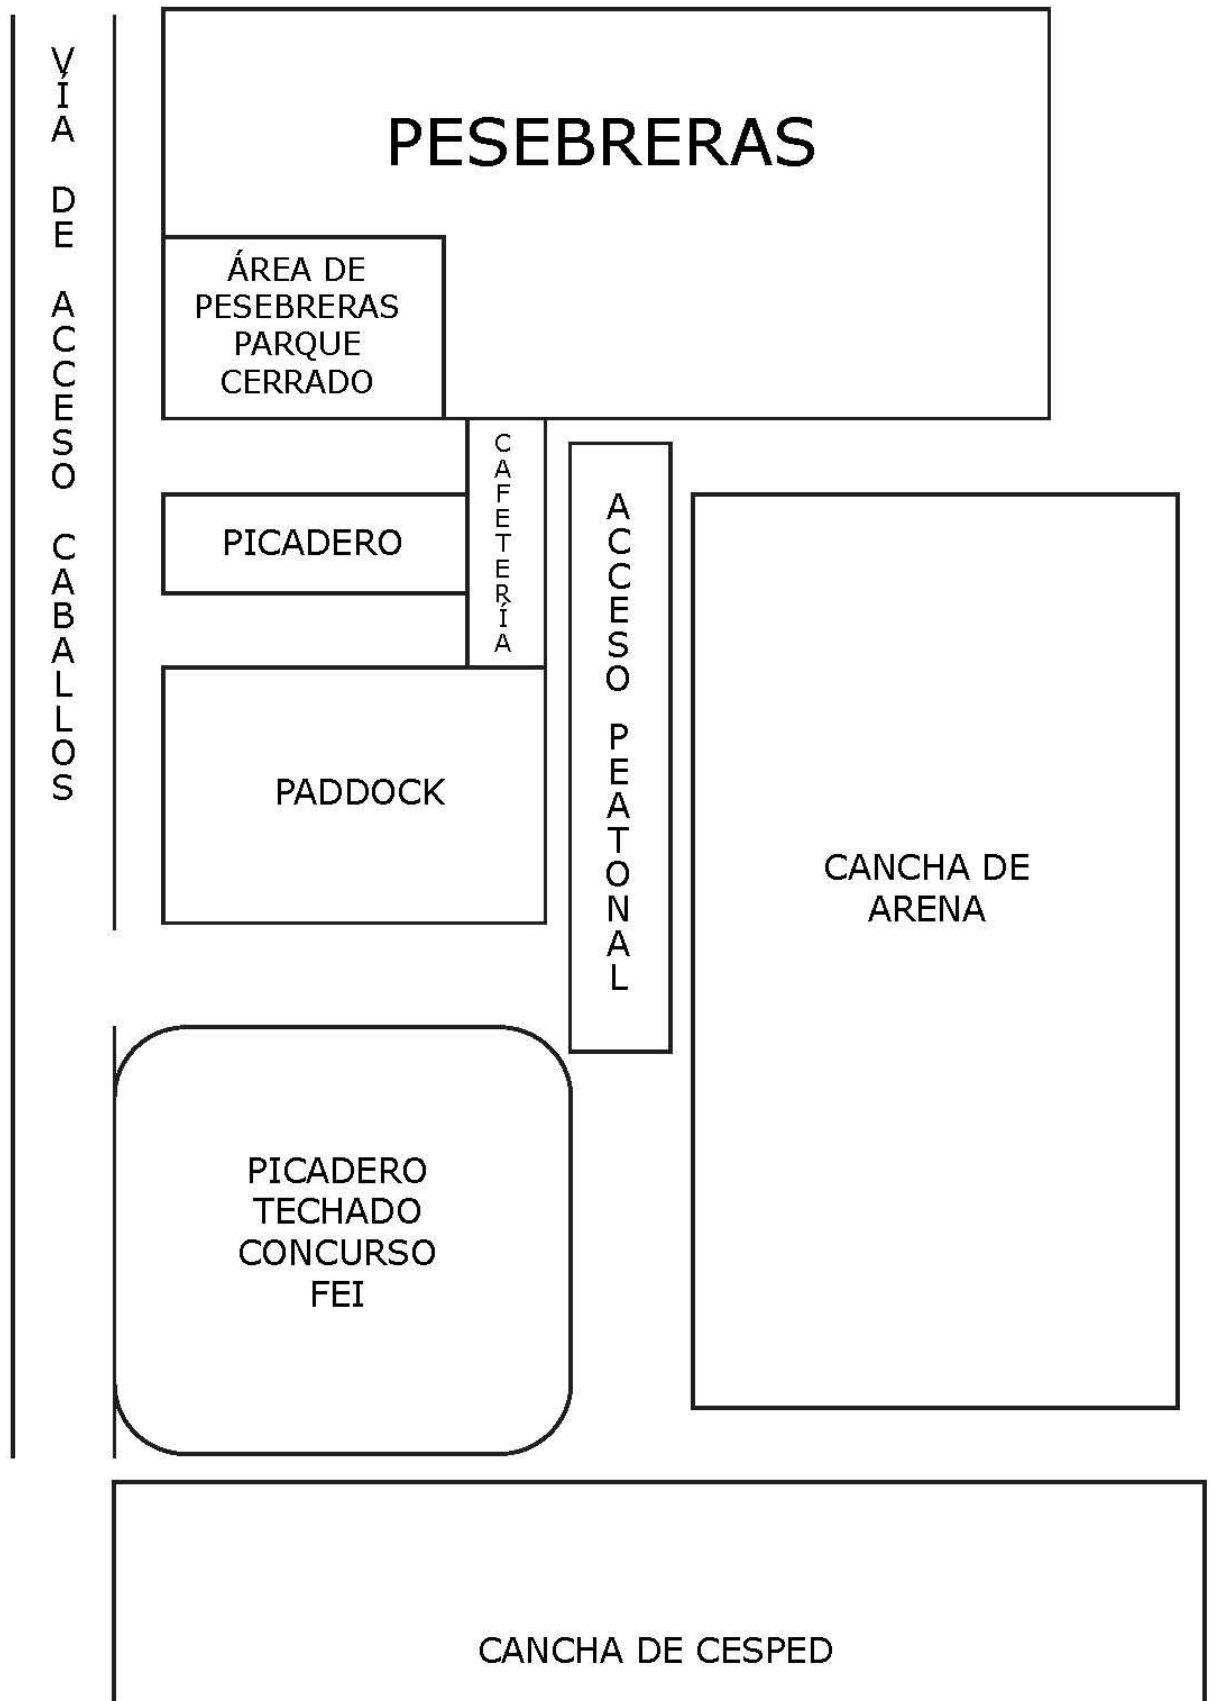 VÍA DE ACCESO CABALLOS
PESEBRERAS
ÁREA DE
PESEBRERAS
PARQUE
CERRADO
CAFETERÍA
PICADERO
ACCESO PEATONAL
PADDOCK
CANCHA DE
ARENA
PICADERO
TECHADO
CONCURSO
FEI
CANCHA DE CESPED